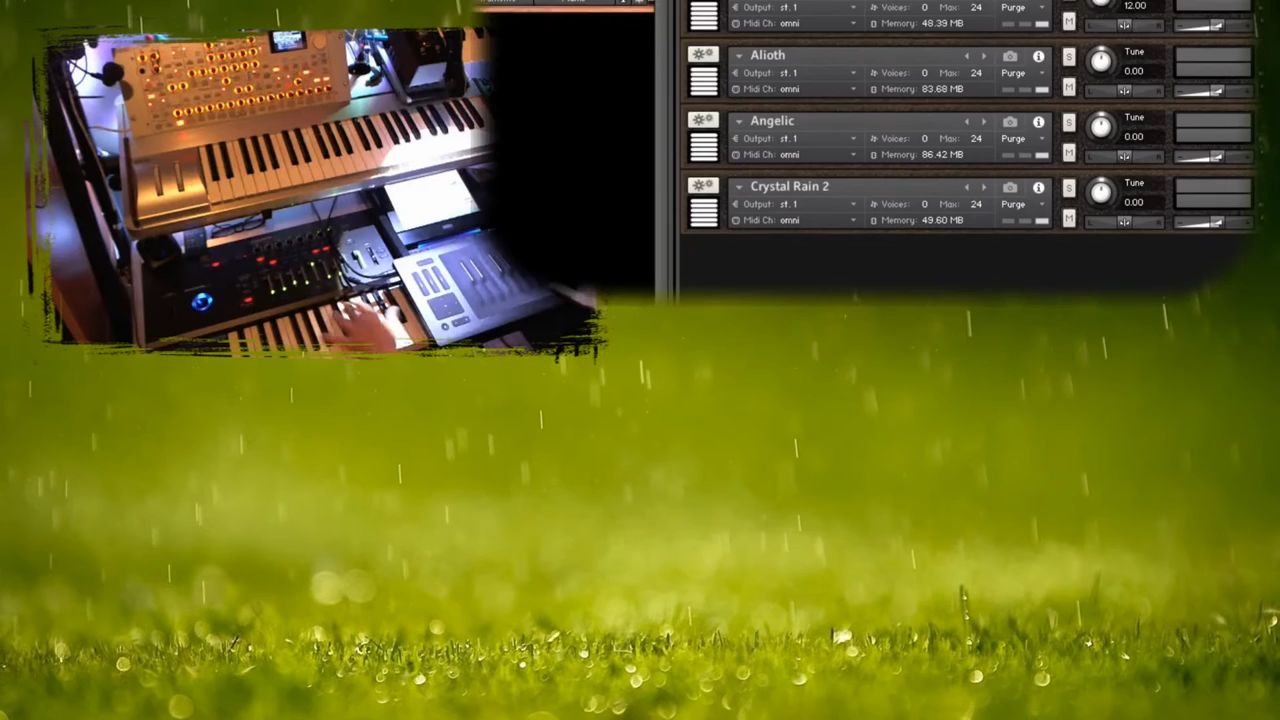 12.00
Output: st.1 Voices: 0 Max: 24 Purge
Midi Ch: omni Memory: 48.39 MB M
Alioth S Tune
Output: st.1 Voices: 0 Max: 24 Purge 0.00
Midi Ch: omni Memory: 83.68 MB M
Angelic S Tune
Output: st.1 Voices: 0 Max: 24 Purge 0.00
Midi Ch: omni Memory: 86.42 MB M
Crystal Rain 2 S Tune
Output: st.1 Voices: 0 Max: 24 Purge 0.00
Midi Ch: omni Memory: 49.60 MB M